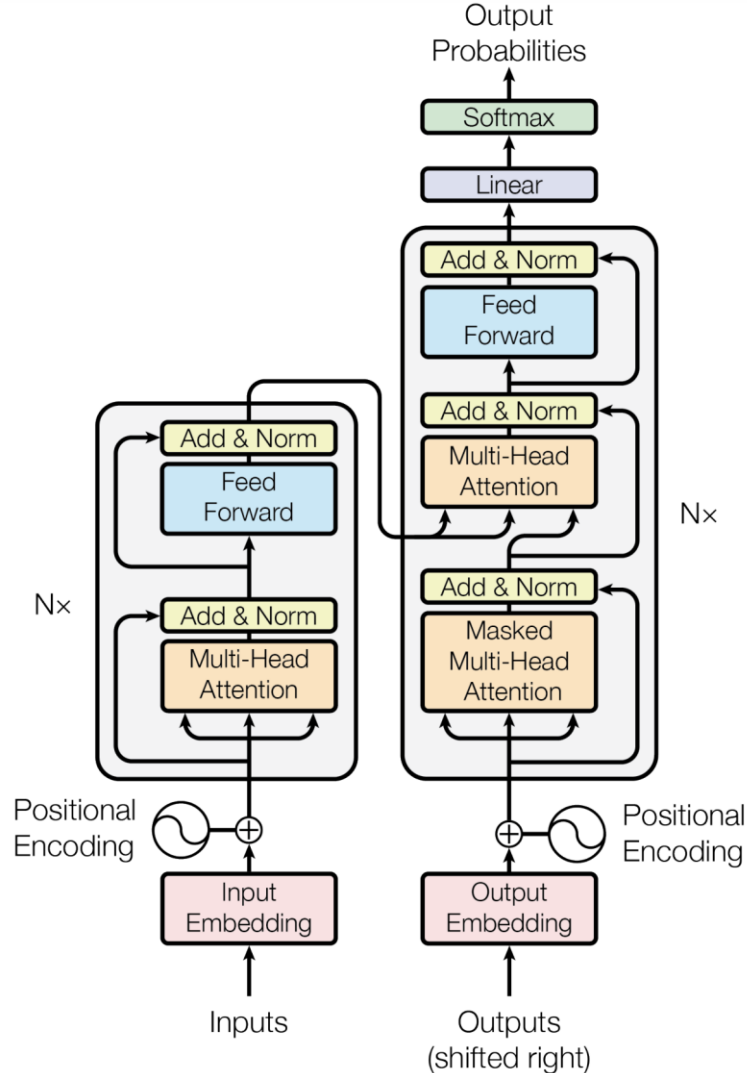 Output
Probabilities
Softmax
Linear
Add & Norm
Feed
Forward
Add & Norm
Multi-Head
Attention
Nx
Add & Norm
Masked
Multi-Head
Attention
Add & Norm
Feed
Forward
Nx
Add & Norm
Multi-Head
Attention
Positional
Encoding
Positional
Encoding
Input
Embedding
Output
Embedding
Inputs
Outputs
(shifted right)